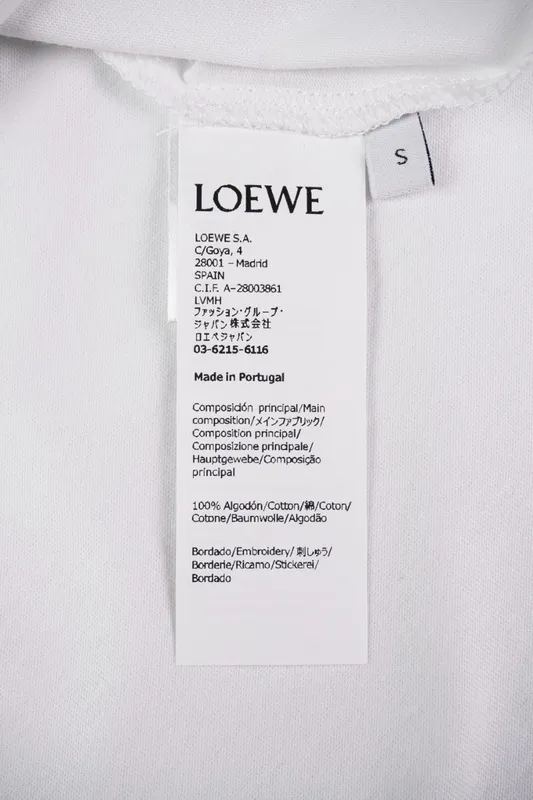 S
LOEWE
LOEWE S.A.
C/Goya, 4
28001 – Madrid
SPAIN
C.I.F. A-28003861
LVMH
ファッション・グループ・
ジャパン株式会社
ロエベジャパン
03-6215-6116
Made in Portugal
Composición principal/Main
composition/メインファブリック/
Composition principal/
Composizione principale/
Hauptgewebe/Composição
principal
100% Algodón/Cotton/綿/Coton/
Cotone/Baumwolle/Algodão
Bordado/Embroidery/刺しゅう/
Borderie/Ricamo/Stickerei/
Bordado